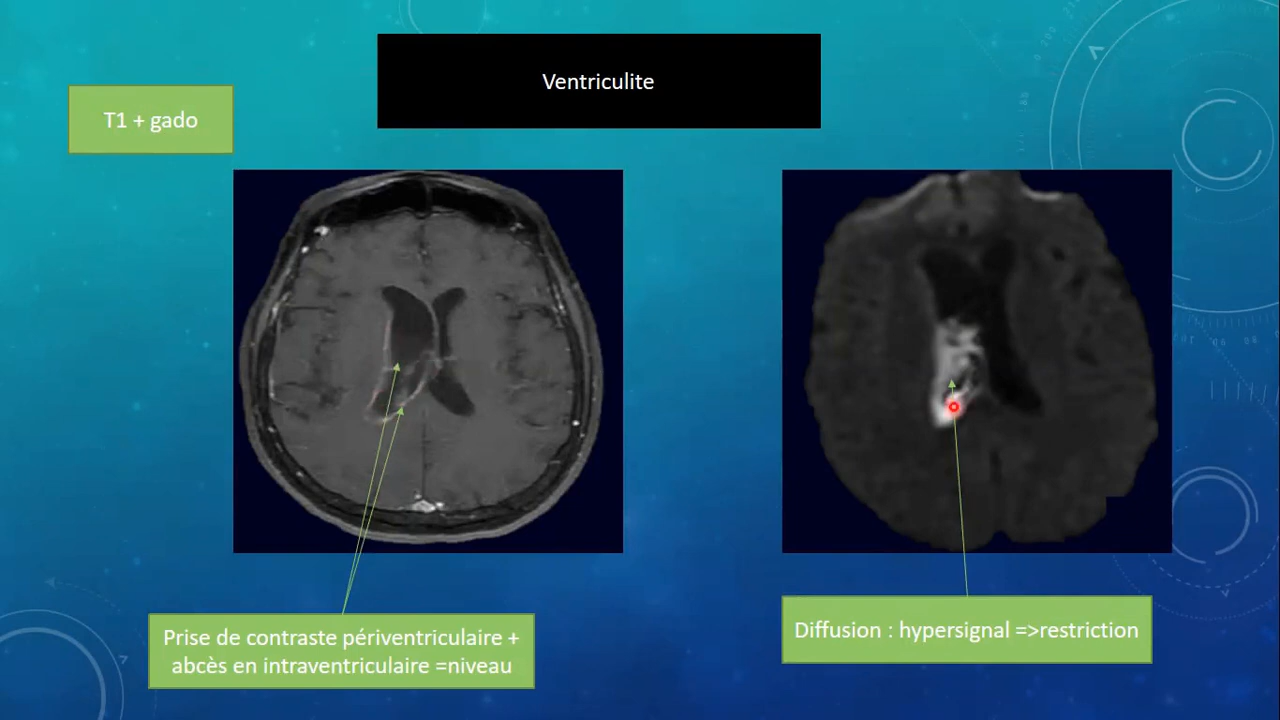 Ventriculite
T1 + gado
Prise de contraste périventriculaire +
abcès en intraventriculaire =niveau
Diffusion : hypersignal =>restriction